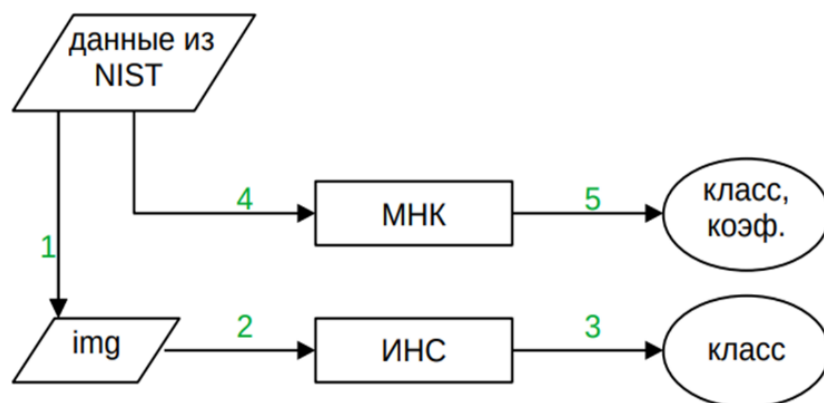 данные из
NIST
4
МНК
5
класс,
коэф.
1
img
2
ИНС
3
класс